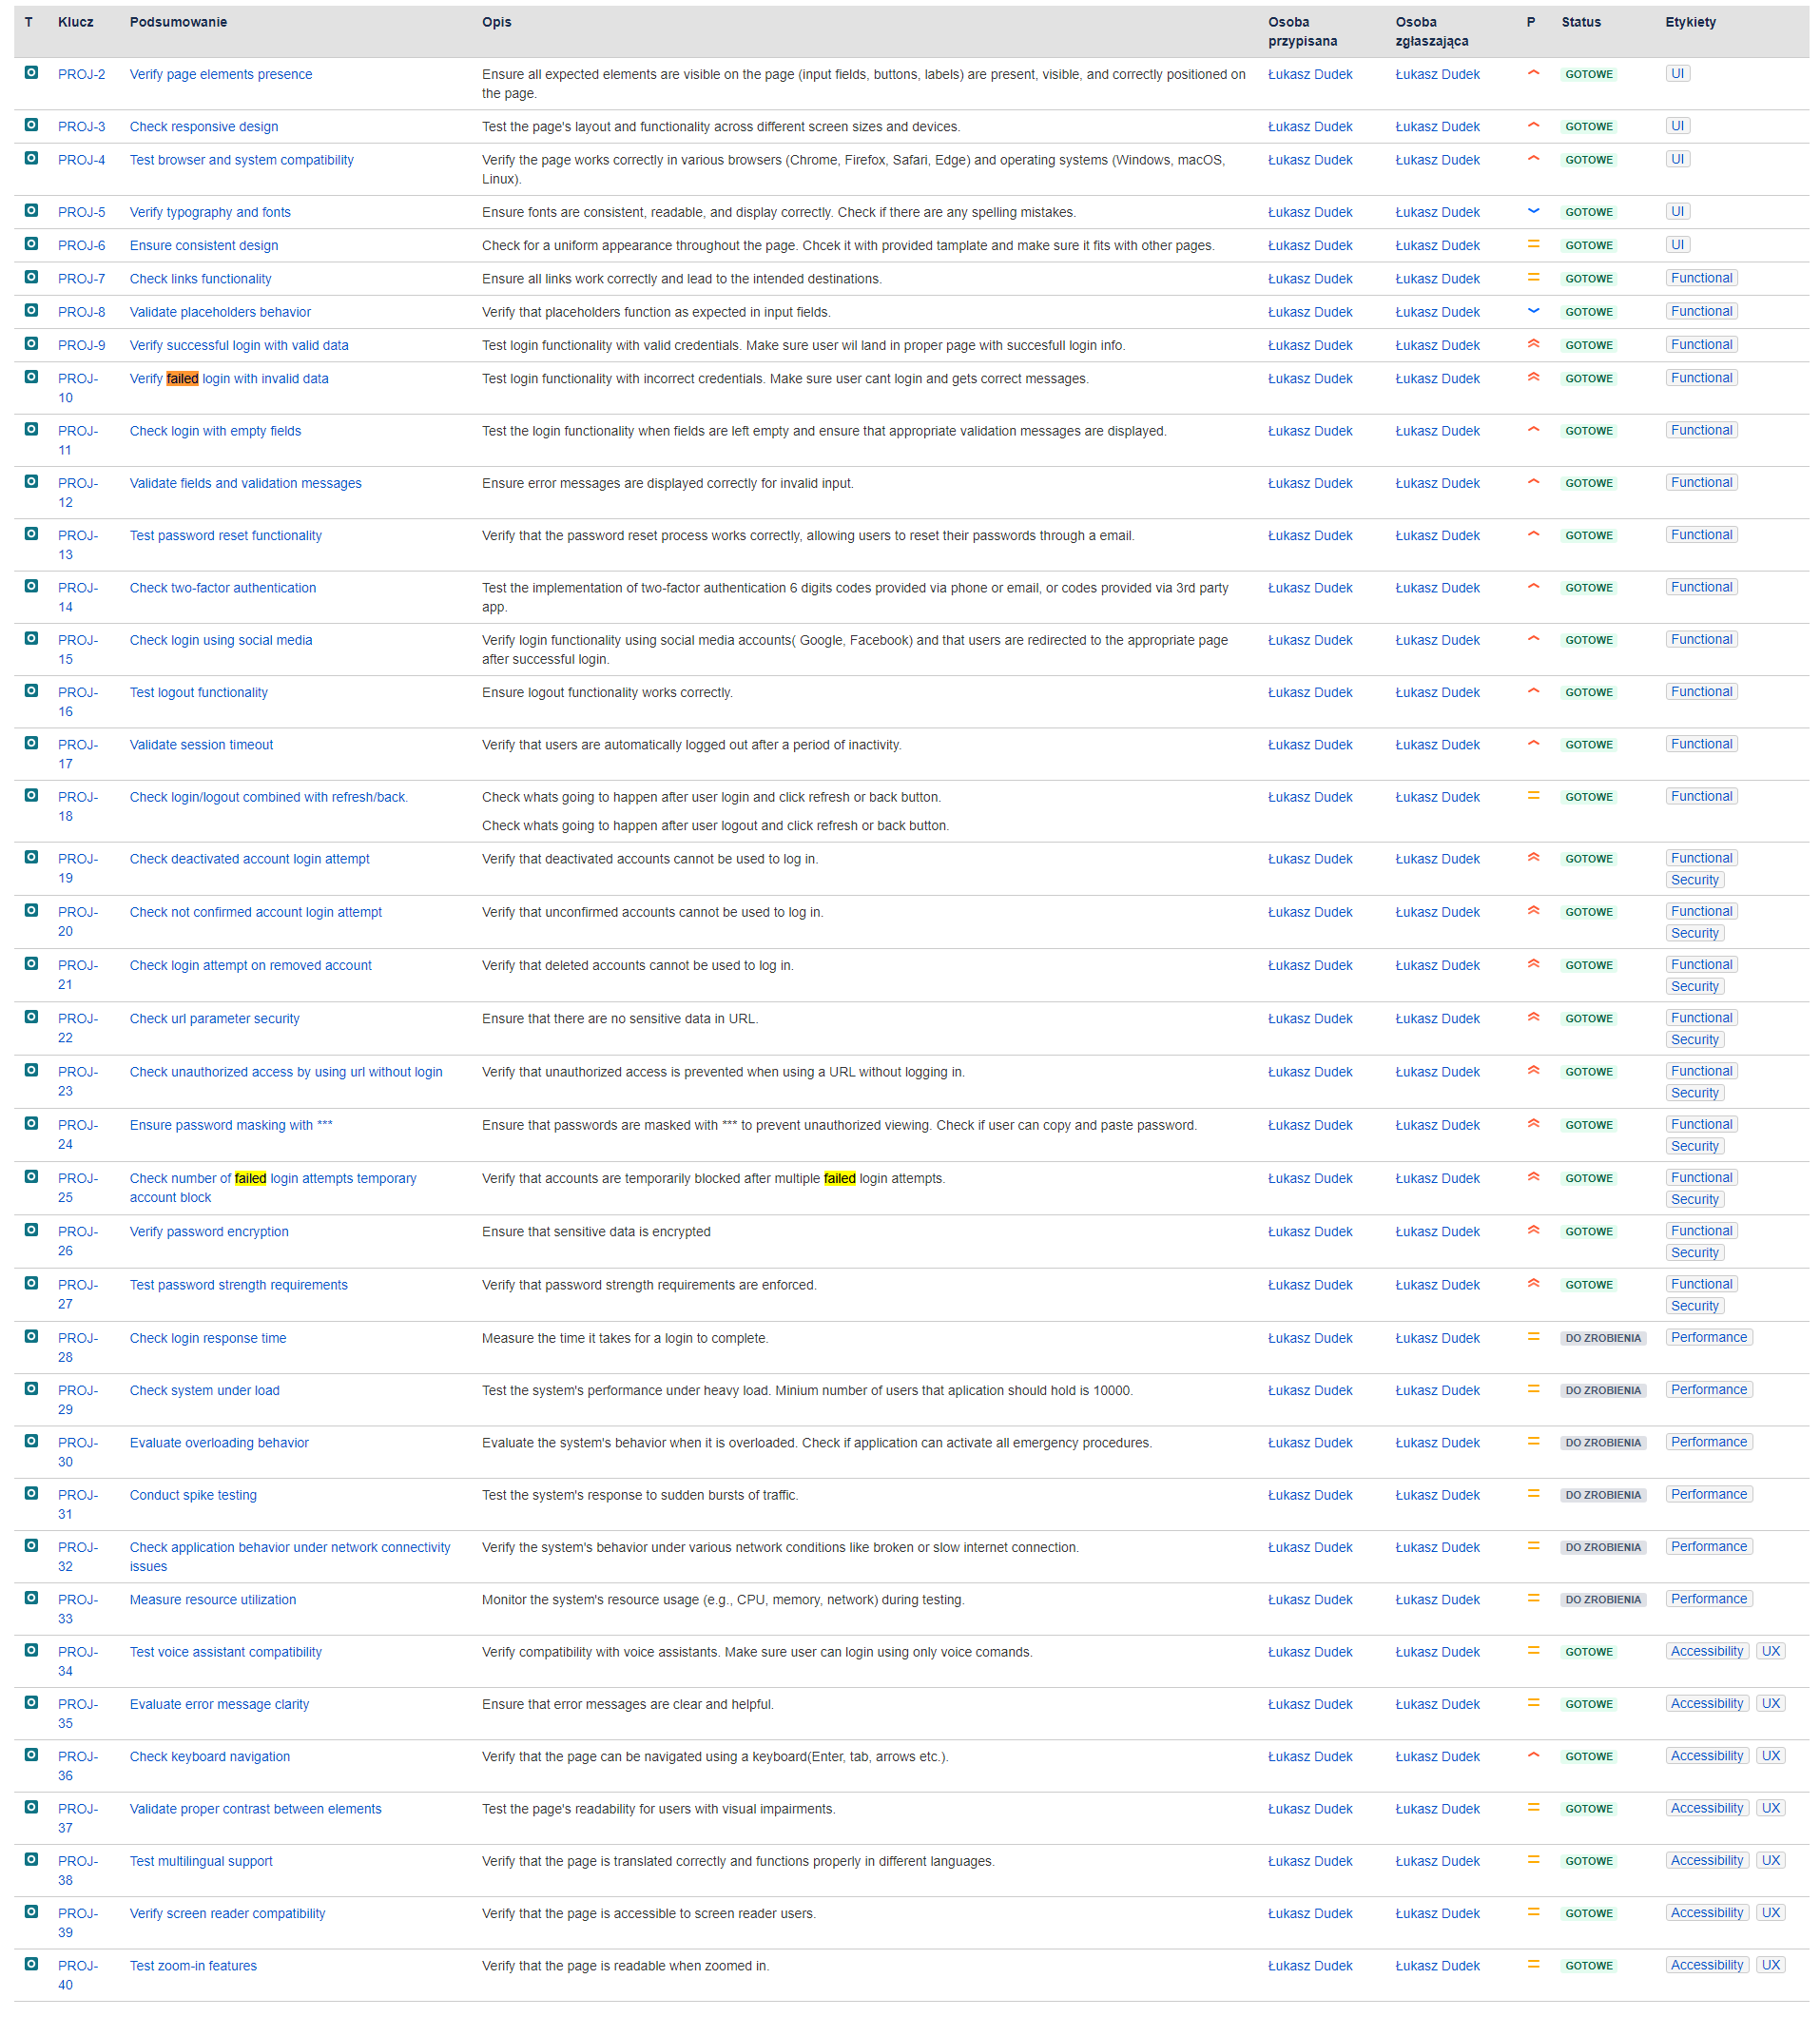 T Klucz Podsumowanie Opis Osoba przypisana Osoba zgłaszająca P Status Etykiety
PROJ-2 Verify page elements presence Ensure all expected elements are visible on the page (input fields, buttons, labels) are present, visible, and correctly positioned on the page. Łukasz Dudek Łukasz Dudek GOTOWE UI
PROJ-3 Check responsive design Test the page's layout and functionality across different screen sizes and devices. Łukasz Dudek Łukasz Dudek GOTOWE UI
PROJ-4 Test browser and system compatibility Verify the page works correctly in various browsers (Chrome, Firefox, Safari, Edge) and operating systems (Windows, macOS, Linux). Łukasz Dudek Łukasz Dudek GOTOWE UI
PROJ-5 Verify typography and fonts Ensure fonts are consistent, readable, and display correctly. Check if there are any spelling mistakes. Łukasz Dudek Łukasz Dudek GOTOWE UI
PROJ-6 Ensure consistent design Check for a uniform appearance throughout the page. Chcek it with provided tamplate and make sure it fits with other pages. Łukasz Dudek Łukasz Dudek GOTOWE UI
PROJ-7 Check links functionality Ensure all links work correctly and lead to the intended destinations. Łukasz Dudek Łukasz Dudek GOTOWE Functional
PROJ-8 Validate placeholders behavior Verify that placeholders function as expected in input fields. Łukasz Dudek Łukasz Dudek GOTOWE Functional
PROJ-9 Verify successful login with valid data Test login functionality with valid credentials. Make sure user wil land in proper page with succesfull login info. Łukasz Dudek Łukasz Dudek GOTOWE Functional
PROJ-10 Verify failed login with invalid data Test login functionality with incorrect credentials. Make sure user cant login and gets correct messages. Łukasz Dudek Łukasz Dudek GOTOWE Functional
PROJ-11 Check login with empty fields Test the login functionality when fields are left empty and ensure that appropriate validation messages are displayed. Łukasz Dudek Łukasz Dudek GOTOWE Functional
PROJ-12 Validate fields and validation messages Ensure error messages are displayed correctly for invalid input. Łukasz Dudek Łukasz Dudek GOTOWE Functional
PROJ-13 Test password reset functionality Verify that the password reset process works correctly, allowing users to reset their passwords through a email. Łukasz Dudek Łukasz Dudek GOTOWE Functional
PROJ-14 Check two-factor authentication Test the implementation of two-factor authentication 6 digits codes provided via phone or email, or codes provided via 3rd party app. Łukasz Dudek Łukasz Dudek GOTOWE Functional
PROJ-15 Check login using social media Verify login functionality using social media accounts( Google, Facebook) and that users are redirected to the appropriate page after successful login. Łukasz Dudek Łukasz Dudek GOTOWE Functional
PROJ-16 Test logout functionality Ensure logout functionality works correctly. Łukasz Dudek Łukasz Dudek GOTOWE Functional
PROJ-17 Validate session timeout Verify that users are automatically logged out after a period of inactivity. Łukasz Dudek Łukasz Dudek GOTOWE Functional
PROJ-18 Check login/logout combined with refresh/back. Check whats going to happen after user login and click refresh or back button. Łukasz Dudek Łukasz Dudek GOTOWE Functional
Check whats going to happen after user logout and click refresh or back button.
PROJ-19 Check deactivated account login attempt Verify that deactivated accounts cannot be used to log in. Łukasz Dudek Łukasz Dudek GOTOWE Functional Security
PROJ-20 Check not confirmed account login attempt Verify that unconfirmed accounts cannot be used to log in. Łukasz Dudek Łukasz Dudek GOTOWE Functional Security
PROJ-21 Check login attempt on removed account Verify that deleted accounts cannot be used to log in. Łukasz Dudek Łukasz Dudek GOTOWE Functional Security
PROJ-22 Check url parameter security Ensure that there are no sensitive data in URL. Łukasz Dudek Łukasz Dudek GOTOWE Functional Security
PROJ-23 Check unauthorized access by using url without login Verify that unauthorized access is prevented when using a URL without logging in. Łukasz Dudek Łukasz Dudek GOTOWE Functional Security
PROJ-24 Ensure password masking with *** Ensure that passwords are masked with *** to prevent unauthorized viewing. Check if user can copy and paste password. Łukasz Dudek Łukasz Dudek GOTOWE Functional Security
PROJ-25 Check number of failed login attempts temporary account block Verify that accounts are temporarily blocked after multiple failed login attempts. Łukasz Dudek Łukasz Dudek GOTOWE Functional Security
PROJ-26 Verify password encryption Ensure that sensitive data is encrypted Łukasz Dudek Łukasz Dudek GOTOWE Functional Security
PROJ-27 Test password strength requirements Verify that password strength requirements are enforced. Łukasz Dudek Łukasz Dudek GOTOWE Functional Security
PROJ-28 Check login response time Measure the time it takes for a login to complete. Łukasz Dudek Łukasz Dudek DO ZROBIENIA Performance
PROJ-29 Check system under load Test the system's performance under heavy load. Minium number of users that aplication should hold is 10000. Łukasz Dudek Łukasz Dudek DO ZROBIENIA Performance
PROJ-30 Evaluate overloading behavior Evaluate the system's behavior when it is overloaded. Check if application can activate all emergency procedures. Łukasz Dudek Łukasz Dudek DO ZROBIENIA Performance
PROJ-31 Conduct spike testing Test the system's response to sudden bursts of traffic. Łukasz Dudek Łukasz Dudek DO ZROBIENIA Performance
PROJ-32 Check application behavior under network connectivity issues Verify the system's behavior under various network conditions like broken or slow internet connection. Łukasz Dudek Łukasz Dudek DO ZROBIENIA Performance
PROJ-33 Measure resource utilization Monitor the system's resource usage (e.g., CPU, memory, network) during testing. Łukasz Dudek Łukasz Dudek DO ZROBIENIA Performance
PROJ-34 Test voice assistant compatibility Verify compatibility with voice assistants. Make sure user can login using only voice comands. Łukasz Dudek Łukasz Dudek GOTOWE Accessibility UX
PROJ-35 Evaluate error message clarity Ensure that error messages are clear and helpful. Łukasz Dudek Łukasz Dudek GOTOWE Accessibility UX
PROJ-36 Check keyboard navigation Verify that the page can be navigated using a keyboard(Enter, tab, arrows etc.). Łukasz Dudek Łukasz Dudek GOTOWE Accessibility UX
PROJ-37 Validate proper contrast between elements Test the page's readability for users with visual impairments. Łukasz Dudek Łukasz Dudek GOTOWE Accessibility UX
PROJ-38 Test multilingual support Verify that the page is translated correctly and functions properly in different languages. Łukasz Dudek Łukasz Dudek GOTOWE Accessibility UX
PROJ-39 Verify screen reader compatibility Verify that the page is accessible to screen reader users. Łukasz Dudek Łukasz Dudek GOTOWE Accessibility UX
PROJ-40 Test zoom-in features Verify that the page is readable when zoomed in. Łukasz Dudek Łukasz Dudek GOTOWE Accessibility UX